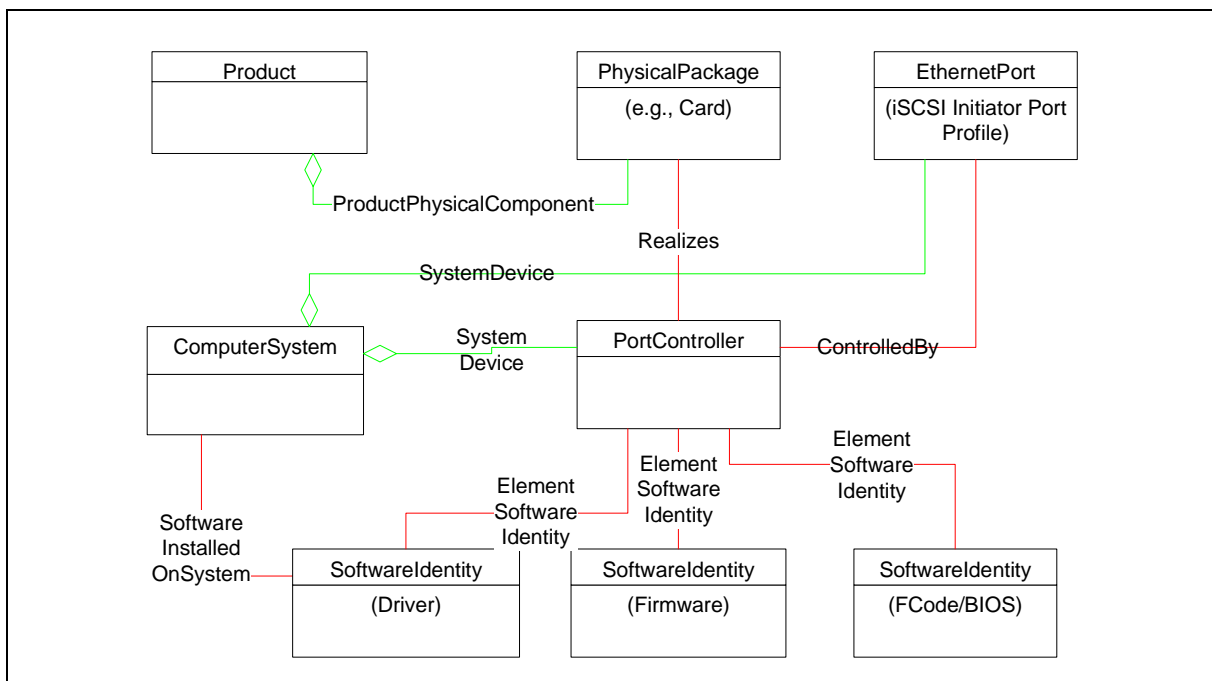 Product
PhysicalPackage
(e.g., Card)
EthernetPort
(iSCSI Initiator Port
Profile)
ProductPhysicalComponent
Realizes
SystemDevice
ComputerSystem
System
Device
PortController
ControlledBy
Element
Software
Identity
Element
Software
Identity
Element
Software
Identity
Software
Installed
OnSystem
SoftwareIdentity
(Driver)
SoftwareIdentity
(Firmware)
SoftwareIdentity
(FCode/BIOS)